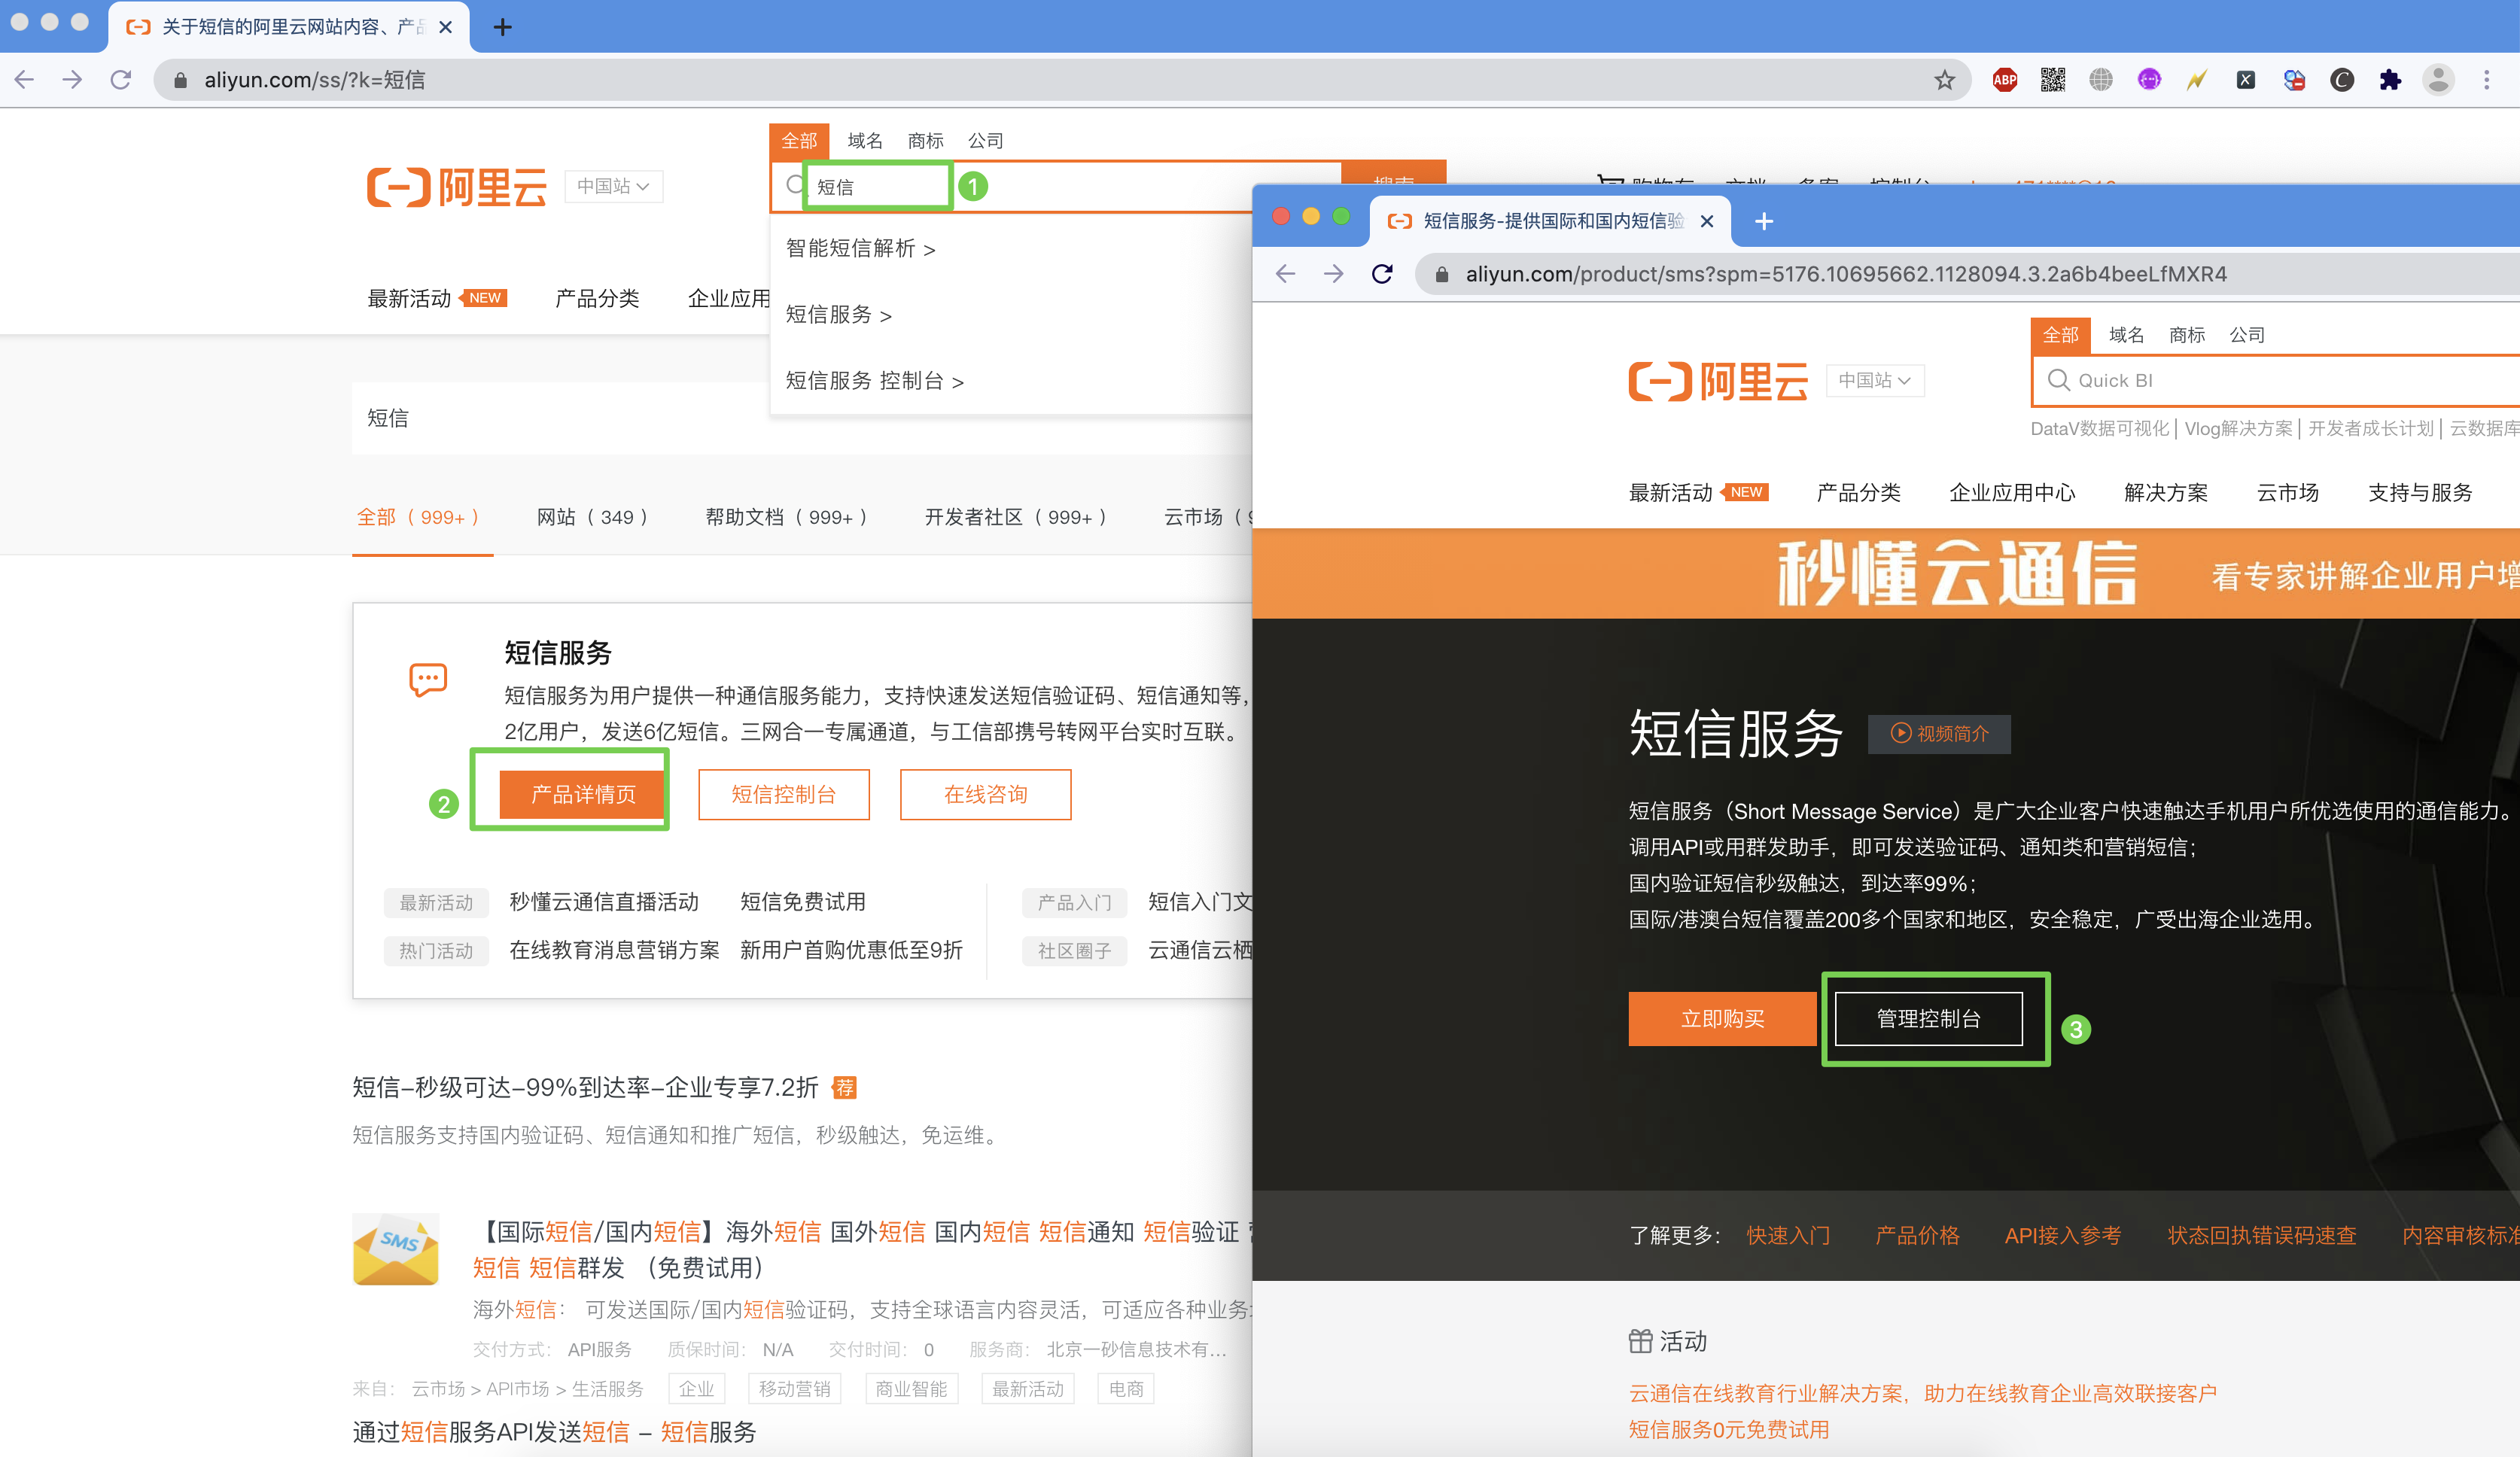 关于短信的阿里云网站内容、产品
aliyun.com/ss/?k=短信
ABP
全部 域名 商标 公司
阿里云 中国站
短信 1
搜索
购物车 文档 备案 控制台
智能短信解析 >
最新活动 NEW 产品分类 企业应用
短信服务 >
短信服务 控制台 >
短信
全部（999+） 网站（349） 帮助文档（999+） 开发者社区（999+） 云市场（9
短信服务
短信服务为用户提供一种通信服务能力，支持快速发送短信验证码、短信通知等，
2亿用户，发送6亿短信。三网合一专属通道，与工信部携号转网平台实时互联。
2 产品详情页 短信控制台 在线咨询
最新活动 秒懂云通信直播活动 短信免费试用 产品入门 短信入门文
热门活动 在线教育消息营销方案 新用户首购优惠低至9折 社区圈子 云通信云栖
短信-秒级可达-99%到达率-企业专享7.2折 荐
短信服务支持国内验证码、短信通知和推广短信，秒级触达，免运维。
SMS
【国际短信/国内短信】海外短信 国外短信 国内短信 短信通知 短信验证
短信 短信群发 （免费试用）
海外短信： 可发送国际/国内短信验证码，支持全球语言内容灵活，可适应各种业务
交付方式： API服务 质保时间： N/A 交付时间： 0 服务商： 北京一砂信息技术有...
来自： 云市场 > API市场 > 生活服务 企业 移动营销 商业智能 最新活动 电商
通过短信服务API发送短信 - 短信服务
短信服务-提供国际和国内短信验
aliyun.com/product/sms?spm=5176.10695662.1128094.3.2a6b4beeLfMXR4
全部 域名 商标 公司
阿里云 中国站
Quick BI
DataV数据可视化 | Vlog解决方案 | 开发者成长计划 | 云数据库
最新活动 NEW 产品分类 企业应用中心 解决方案 云市场 支持与服务
秒懂云通信 看专家讲解企业用户增
短信服务 视频简介
短信服务（Short Message Service）是广大企业客户快速触达手机用户所优选使用的通信能力。
调用API或用群发助手，即可发送验证码、通知类和营销短信；
国内验证短信秒级触达，到达率99%；
国际/港澳台短信覆盖200多个国家和地区，安全稳定，广受出海企业选用。
立即购买 管理控制台 3
了解更多： 快速入门 产品价格 API接入参考 状态回执错误码速查 内容审核标准
活动
云通信在线教育行业解决方案，助力在线教育企业高效联接客户
短信服务0元免费试用